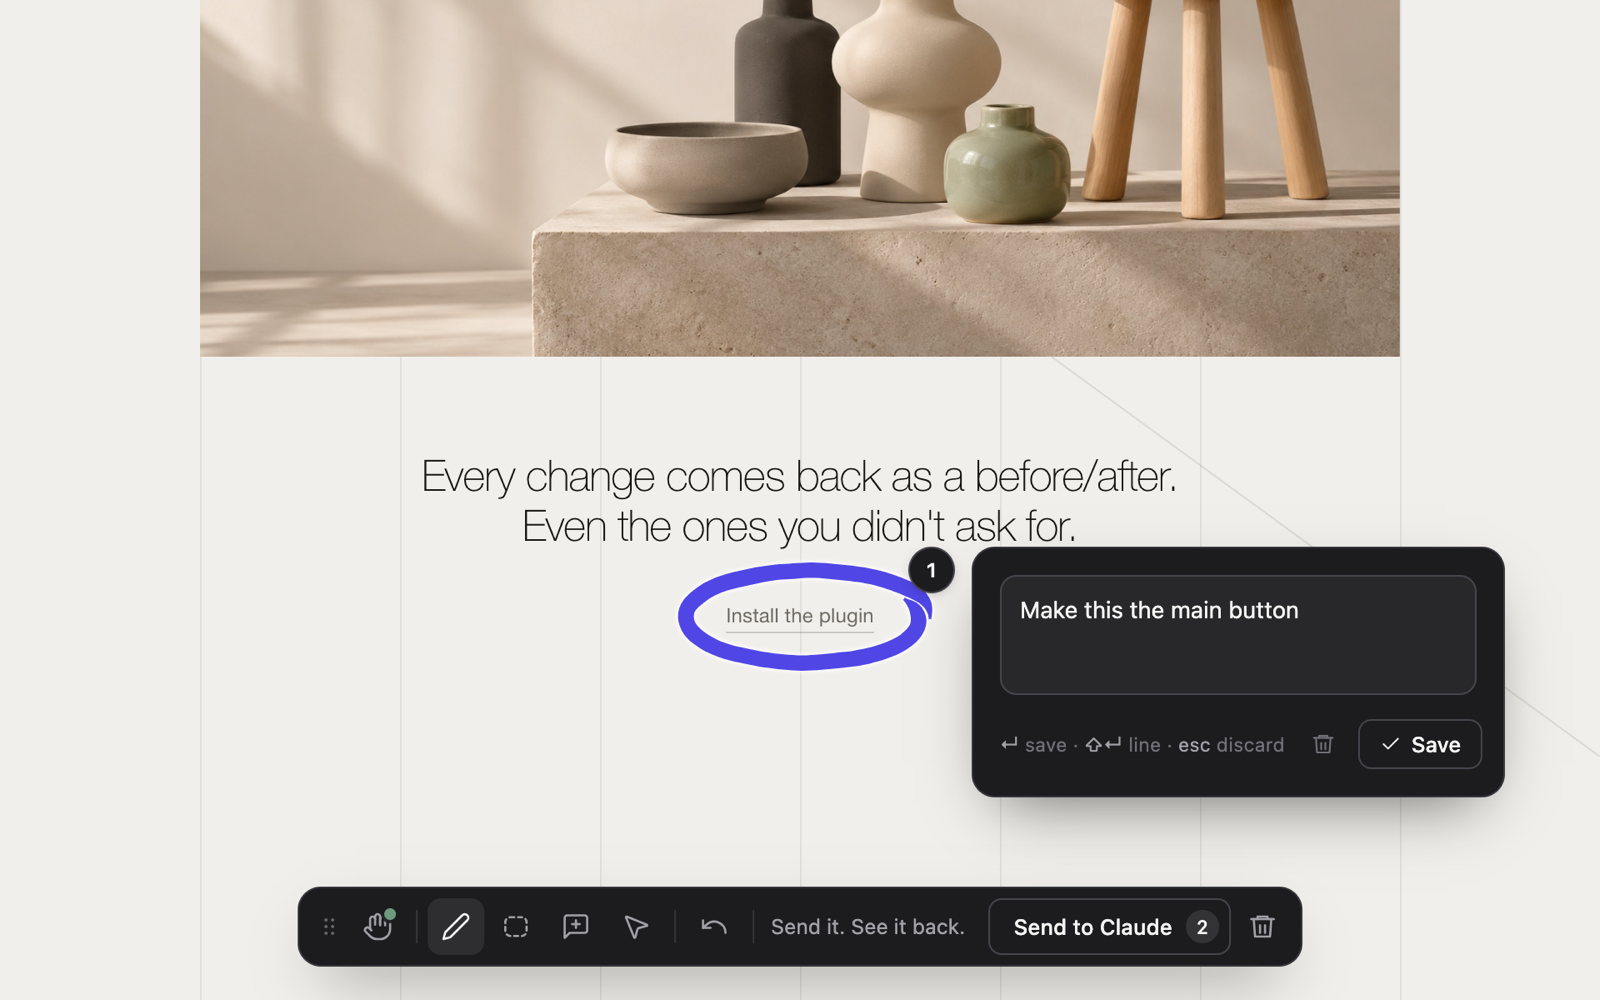 Every change comes back as a before/after.
Even the ones you didn't ask for.
Install the plugin
1
Make this the main button
save · line · esc discard
Save
Send it. See it back.
Send to Claude 2